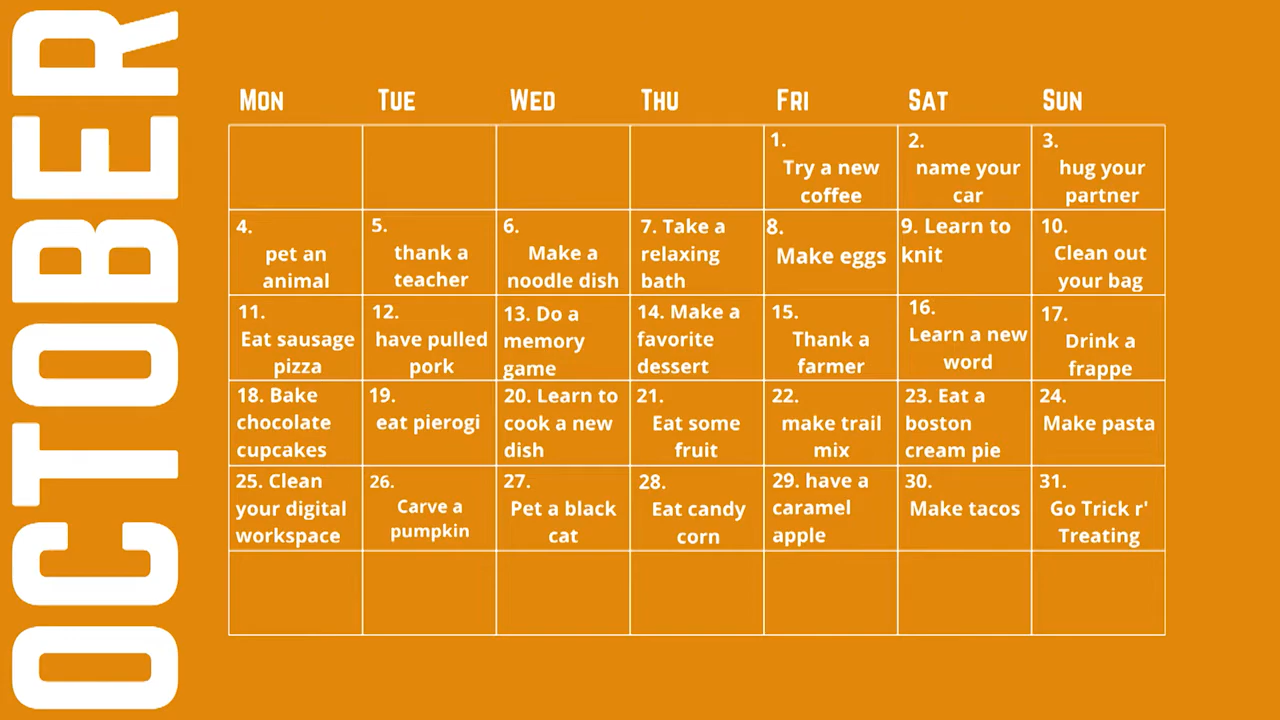 OCTOBER
MON TUE WED THU FRI SAT SUN
1.
Try a new
coffee
2.
name your
car
3.
hug your
partner
4.
pet an
animal
5.
thank a
teacher
6.
Make a
noodle dish
7. Take a
relaxing
bath
8.
Make eggs
9. Learn to
knit
10.
Clean out
your bag
11.
Eat sausage
pizza
12.
have pulled
pork
13. Do a
memory
game
14. Make a
favorite
dessert
15.
Thank a
farmer
16.
Learn a new
word
17.
Drink a
frappe
18. Bake
chocolate
cupcakes
19.
eat pierogi
20. Learn to
cook a new
dish
21.
Eat some
fruit
22.
make trail
mix
23. Eat a
boston
cream pie
24.
Make pasta
25. Clean
your digital
workspace
26.
Carve a
pumpkin
27.
Pet a black
cat
28.
Eat candy
corn
29. have a
caramel
apple
30.
Make tacos
31.
Go Trick r'
Treating